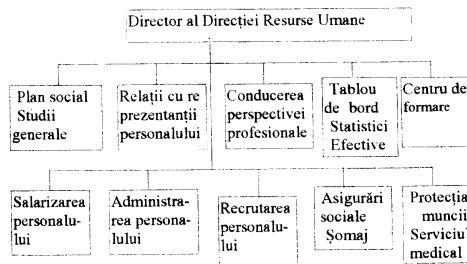 Director al Direcției Resurse Umane
Plan social
Studii
generale
Relații cu re
prezentanții
personalului
Conducerea
perspectivei
profesionale
Tablou
de bord
Statistici
Efective
Centru de
formare
Salarizarea
personalu-
lui
Administra-
rea persona-
lului
Recrutarea
personalu-
lui
Asigurări
sociale
Șomaj
Protecția
muncii
Serviciul
medical